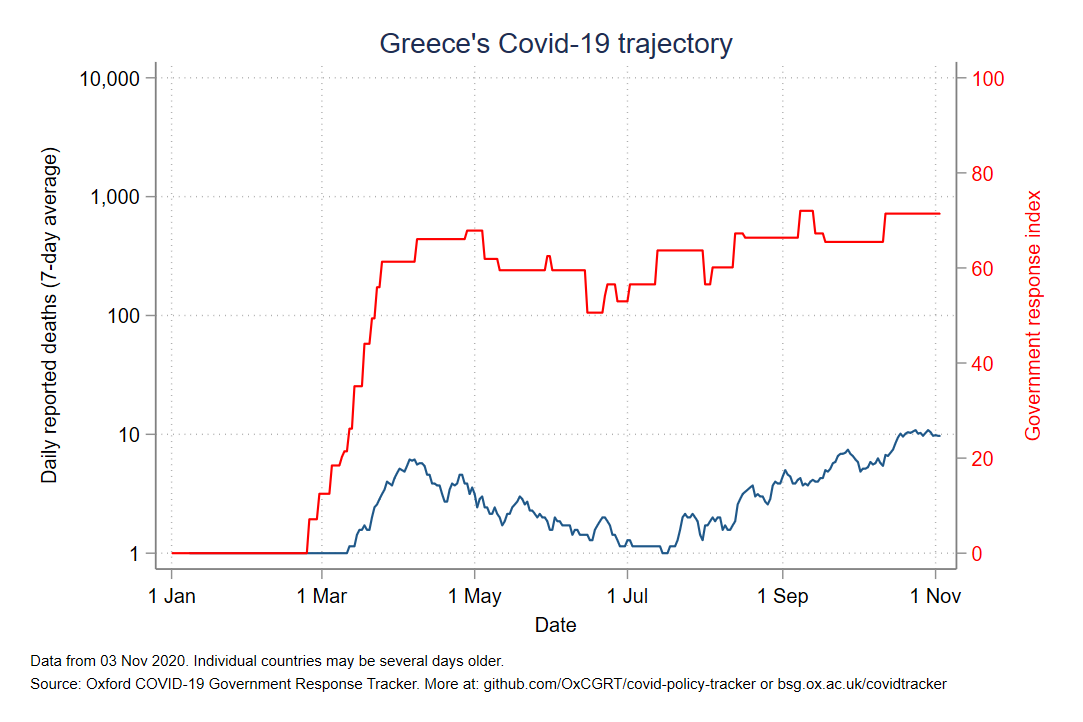 Greece's Covid-19 trajectory
10,000
1,000
100
10
1
Daily reported deaths (7-day average)
100
80
60
40
20
0
Government response index
1 Jan
1 Mar
1 May
1 Jul
1 Sep
1 Nov
Date
Data from 03 Nov 2020. Individual countries may be several days older.
Source: Oxford COVID-19 Government Response Tracker. More at: github.com/OxCGRT/covid-policy-tracker or bsg.ox.ac.uk/covidtracker